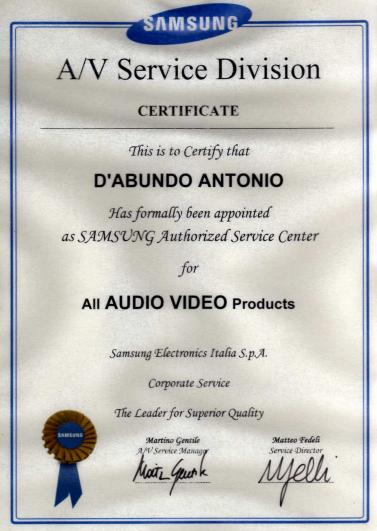 SAMSUNG
A/V Service Division
CERTIFICATE
This is to Certify that
D'ABUNDO ANTONIO
Has formally been appointed
as SAMSUNG Authorized Service Center
for
All AUDIO VIDEO Products
Samsung Electronics Italia S.p.A.
Corporate Service
The Leader for Superior Quality
SAMSUNG
Martino Gentile
A/V Service Manager
Matteo Fedeli
Service Director